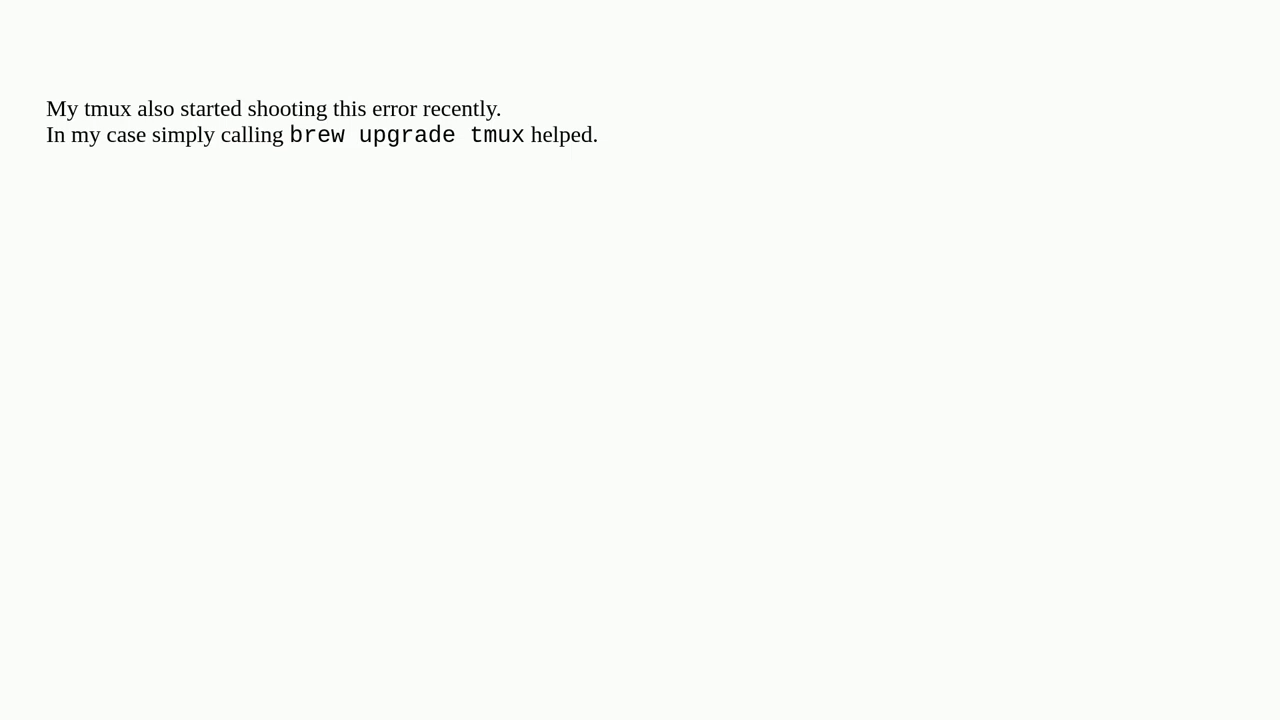 My tmux also started shooting this error recently.
In my case simply calling brew upgrade tmux helped.